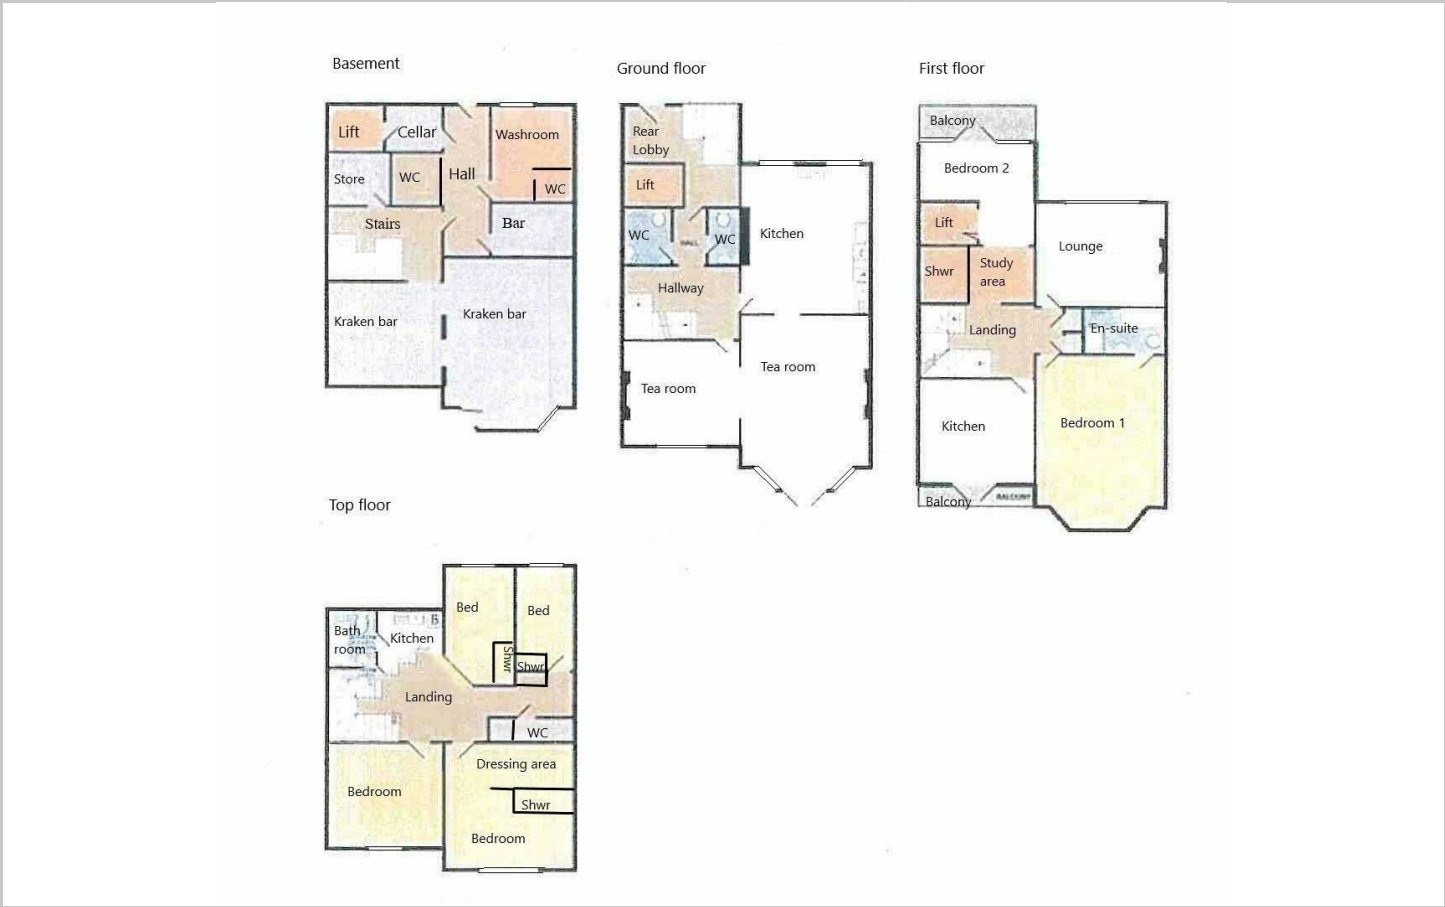 Basement
Lift
Cellar
Washroom
Store
WC
Hall
WC
Stairs
Bar
Kraken bar
Kraken bar
Ground floor
Rear
Lobby
Lift
WC
HALL
WC
Kitchen
Hallway
Tea room
Tea room
First floor
Balcony
Bedroom 2
Lift
Lounge
Shwr
Study
area
Landing
En-suite
Kitchen
Bedroom 1
Balcony
BALCONY
Top floor
Bed
Bed
Bath
room
Kitchen
B
Shwr
Shwr
Landing
WC
Dressing area
Bedroom
Shwr
Bedroom